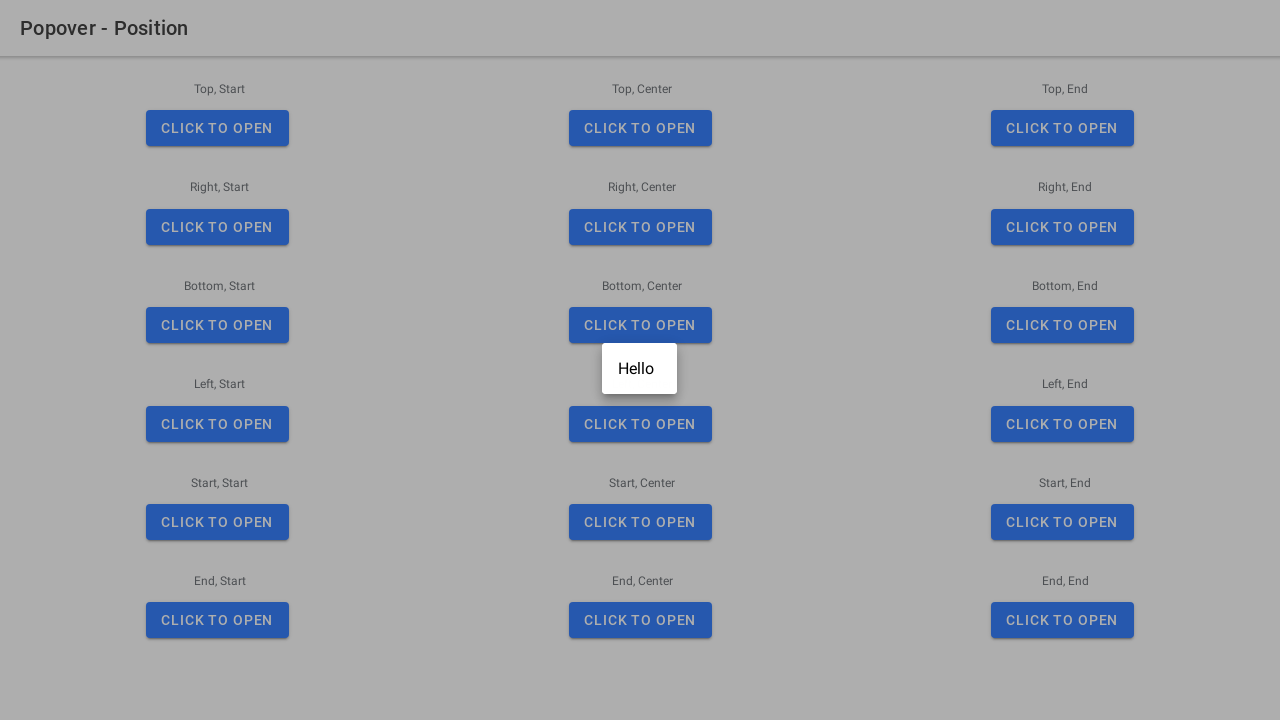 Popover - Position
Top, Start
Top, Center
Top, End
CLICK TO OPEN
CLICK TO OPEN
CLICK TO OPEN
Right, Start
Right, Center
Right, End
CLICK TO OPEN
CLICK TO OPEN
CLICK TO OPEN
Bottom, Start
Bottom, Center
Bottom, End
CLICK TO OPEN
CLICK TO OPEN
CLICK TO OPEN
Hello
Left, Start
Left, End
CLICK TO OPEN
CLICK TO OPEN
CLICK TO OPEN
Start, Start
Start, Center
Start, End
CLICK TO OPEN
CLICK TO OPEN
CLICK TO OPEN
End, Start
End, Center
End, End
CLICK TO OPEN
CLICK TO OPEN
CLICK TO OPEN